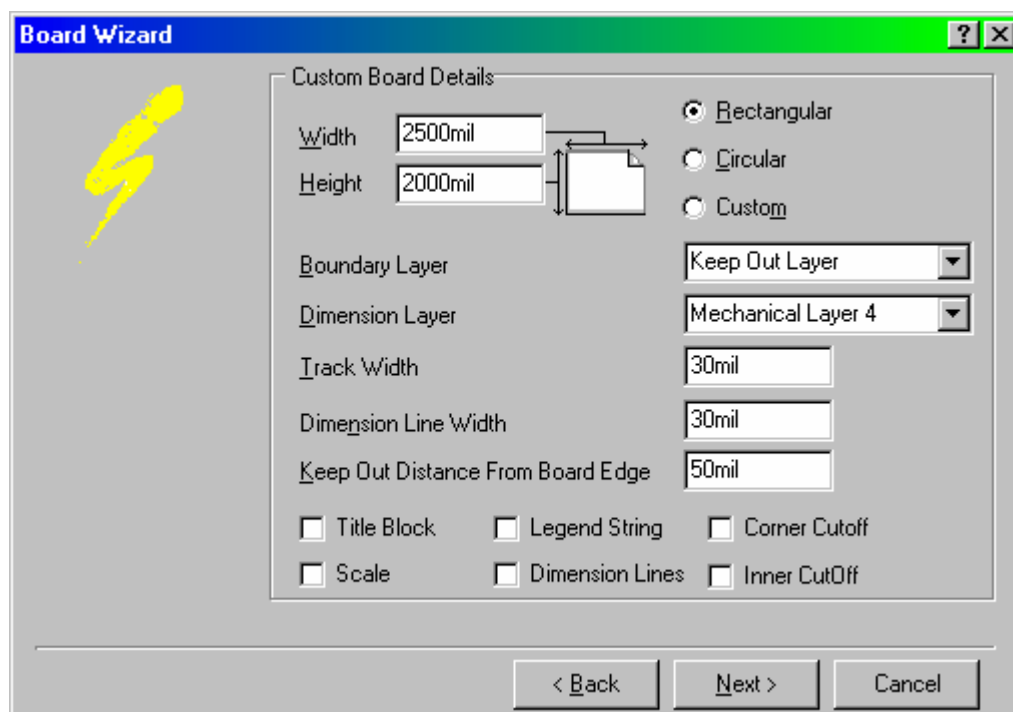 Board Wizard
Custom Board Details
Width 2500mil
Height 2000mil
Rectangular
Circular
Custom
Boundary Layer Keep Out Layer
Dimension Layer Mechanical Layer 4
Track Width 30mil
Dimension Line Width 30mil
Keep Out Distance From Board Edge 50mil
Title Block Legend String Corner Cutoff
Scale Dimension Lines Inner CutOff
< Back Next > Cancel